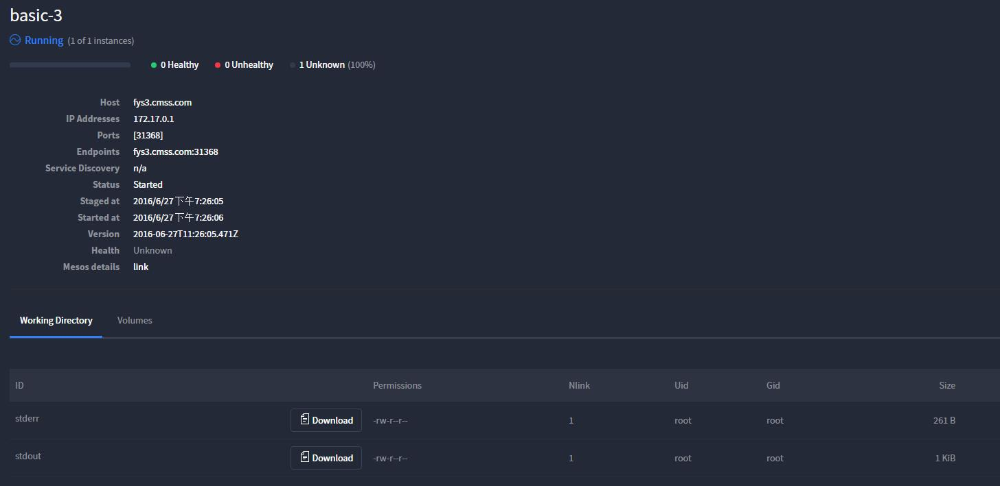 basic-3
Running (1 of 1 instances)
0 Healthy 0 Unhealthy 1 Unknown (100%)
Host fys3.cmss.com
IP Addresses 172.17.0.1
Ports [31368]
Endpoints fys3.cmss.com:31368
Service Discovery n/a
Status Started
Staged at 2016/6/27 下午7:26:05
Started at 2016/6/27 下午7:26:06
Version 2016-06-27T11:26:05.471Z
Health Unknown
Mesos details link
Working Directory Volumes
ID Permissions Nlink Uid Gid Size
stderr Download -rw-r--r-- 1 root root 261 B
stdout Download -rw-r--r-- 1 root root 1 KiB